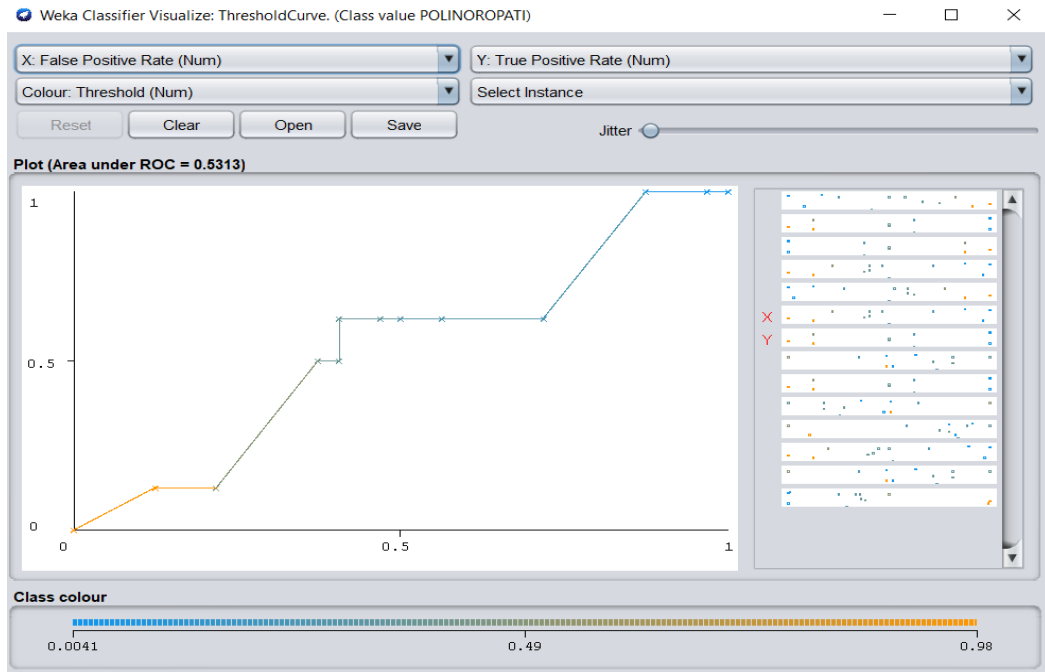 Weka Classifier Visualize: ThresholdCurve. (Class value POLINOROPATI)
X: False Positive Rate (Num) Y: True Positive Rate (Num)
Colour: Threshold (Num) Select Instance
Reset Clear Open Save Jitter
Plot (Area under ROC = 0.5313)
1
X
Y
0.5
0
0 0.5 1
Class colour
0.0041 0.49 0.98